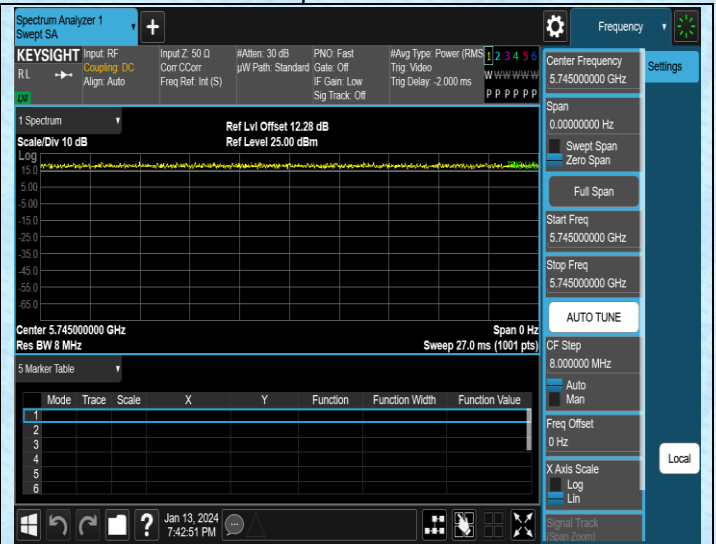 Spectrum Analyzer 1
Swept SA
+
Frequency
KEYSIGHT
RL
LXI
Input: RF
Coupling: DC
Align: Auto
Input Z: 50 Ω
Corr CCorr
Freq Ref: Int (S)
#Atten: 30 dB
µW Path: Standard
PNO: Fast
Gate: Off
IF Gain: Low
Sig Track: Off
#Avg Type: Power (RMS
Trig: Video
Trig Delay: -2.000 ms
1 2 3 4 5 6
W W W W W W
P P P P P P
1 Spectrum
Scale/Div 10 dB
Ref Lvl Offset 12.28 dB
Ref Level 25.00 dBm
Log
15.0
5.00
-5.00
-15.0
-25.0
-35.0
-45.0
-55.0
-65.0
Center 5.745000000 GHz
Res BW 8 MHz
Span 0 Hz
Sweep 27.0 ms (1001 pts)
5 Marker Table
Mode Trace Scale X Y Function Function Width Function Value
1
2
3
4
5
6
Jan 13, 2024
7:42:51 PM
?
Center Frequency
5.745000000 GHz
Span
0.00000000 Hz
Swept Span
Zero Span
Full Span
Start Freq
5.745000000 GHz
Stop Freq
5.745000000 GHz
AUTO TUNE
CF Step
8.000000 MHz
Auto
Man
Freq Offset
0 Hz
X Axis Scale
Log
Lin
Signal Track
(Span Zoom)
Settings
Local